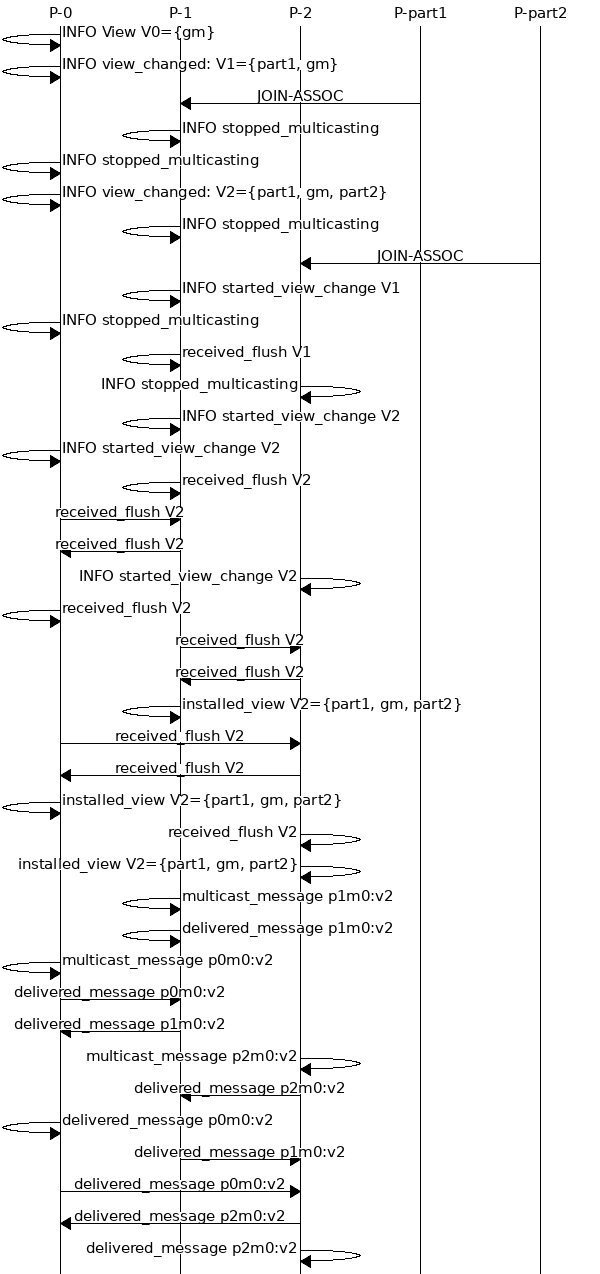 P-0 P-1 P-2 P-part1 P-part2
INFO View V0={gm}
INFO view_changed: V1={part1, gm}
JOIN-ASSOC
INFO stopped_multicasting
INFO stopped_multicasting
INFO view_changed: V2={part1, gm, part2}
INFO stopped_multicasting
JOIN-ASSOC
INFO started_view_change V1
INFO stopped_multicasting
received_flush V1
INFO stopped_multicasting
INFO started_view_change V2
INFO started_view_change V2
received_flush V2
received_flush V2
received_flush V2
INFO started_view_change V2
received_flush V2
received_flush V2
received_flush V2
installed_view V2={part1, gm, part2}
received_flush V2
received_flush V2
installed_view V2={part1, gm, part2}
received_flush V2
installed_view V2={part1, gm, part2}
multicast_message p1m0:v2
delivered_message p1m0:v2
multicast_message p0m0:v2
delivered_message p0m0:v2
delivered_message p1m0:v2
multicast_message p2m0:v2
delivered_message p2m0:v2
delivered_message p0m0:v2
delivered_message p1m0:v2
delivered_message p0m0:v2
delivered_message p2m0:v2
delivered_message p2m0:v2